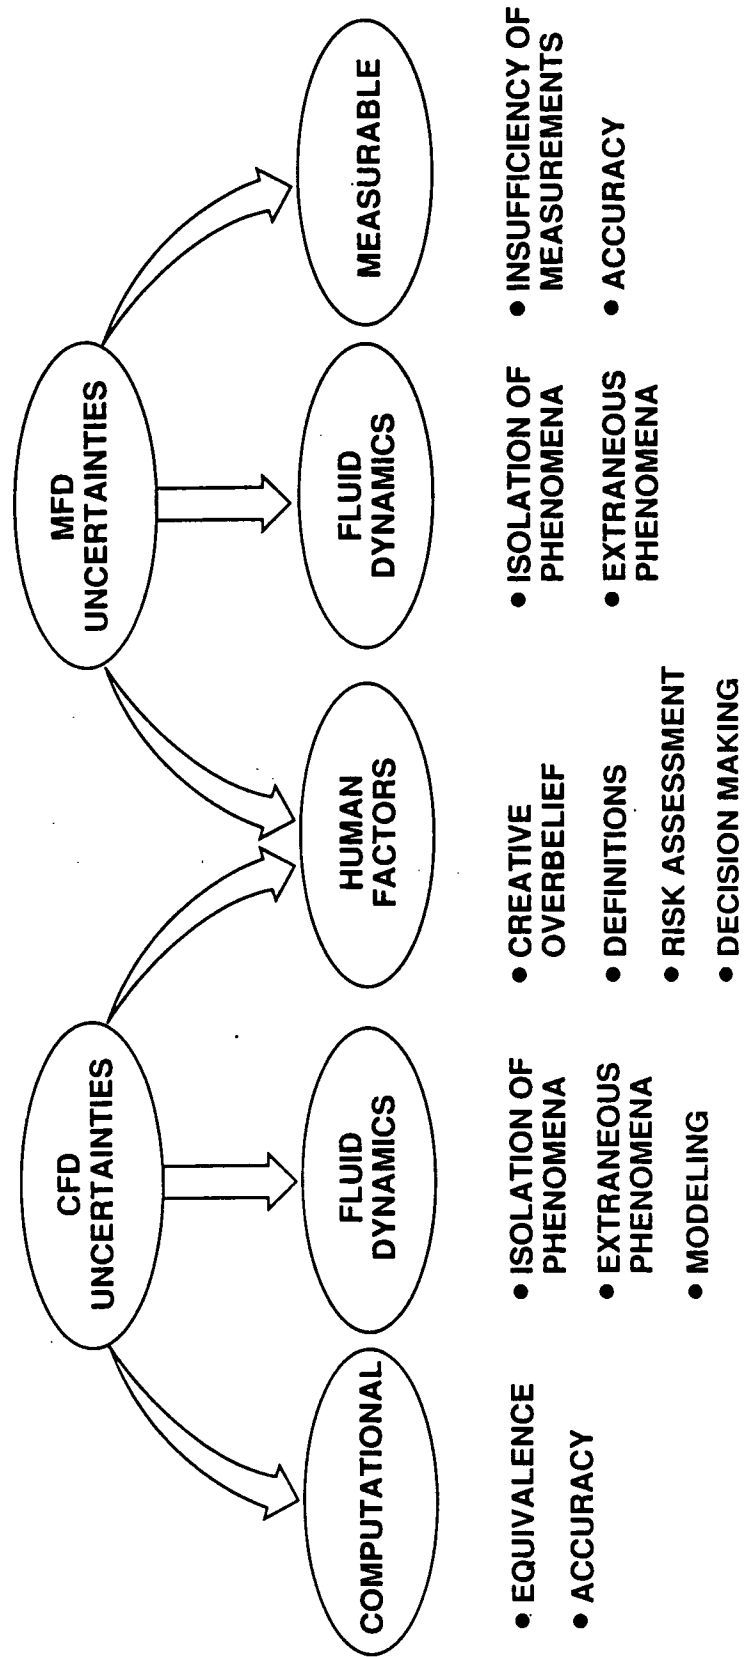 CFD
UNCERTAINTIES
MFD
UNCERTAINTIES
COMPUTATIONAL
FLUID
DYNAMICS
HUMAN
FACTORS
FLUID
DYNAMICS
MEASURABLE
● EQUIVALENCE
● ACCURACY
● ISOLATION OF
PHENOMENA
● EXTRANEOUS
PHENOMENA
● MODELING
● CREATIVE
OVERBELIEF
● DEFINITIONS
● RISK ASSESSMENT
● DECISION MAKING
● ISOLATION OF
PHENOMENA
● EXTRANEOUS
PHENOMENA
● INSUFFICIENCY OF
MEASUREMENTS
● ACCURACY